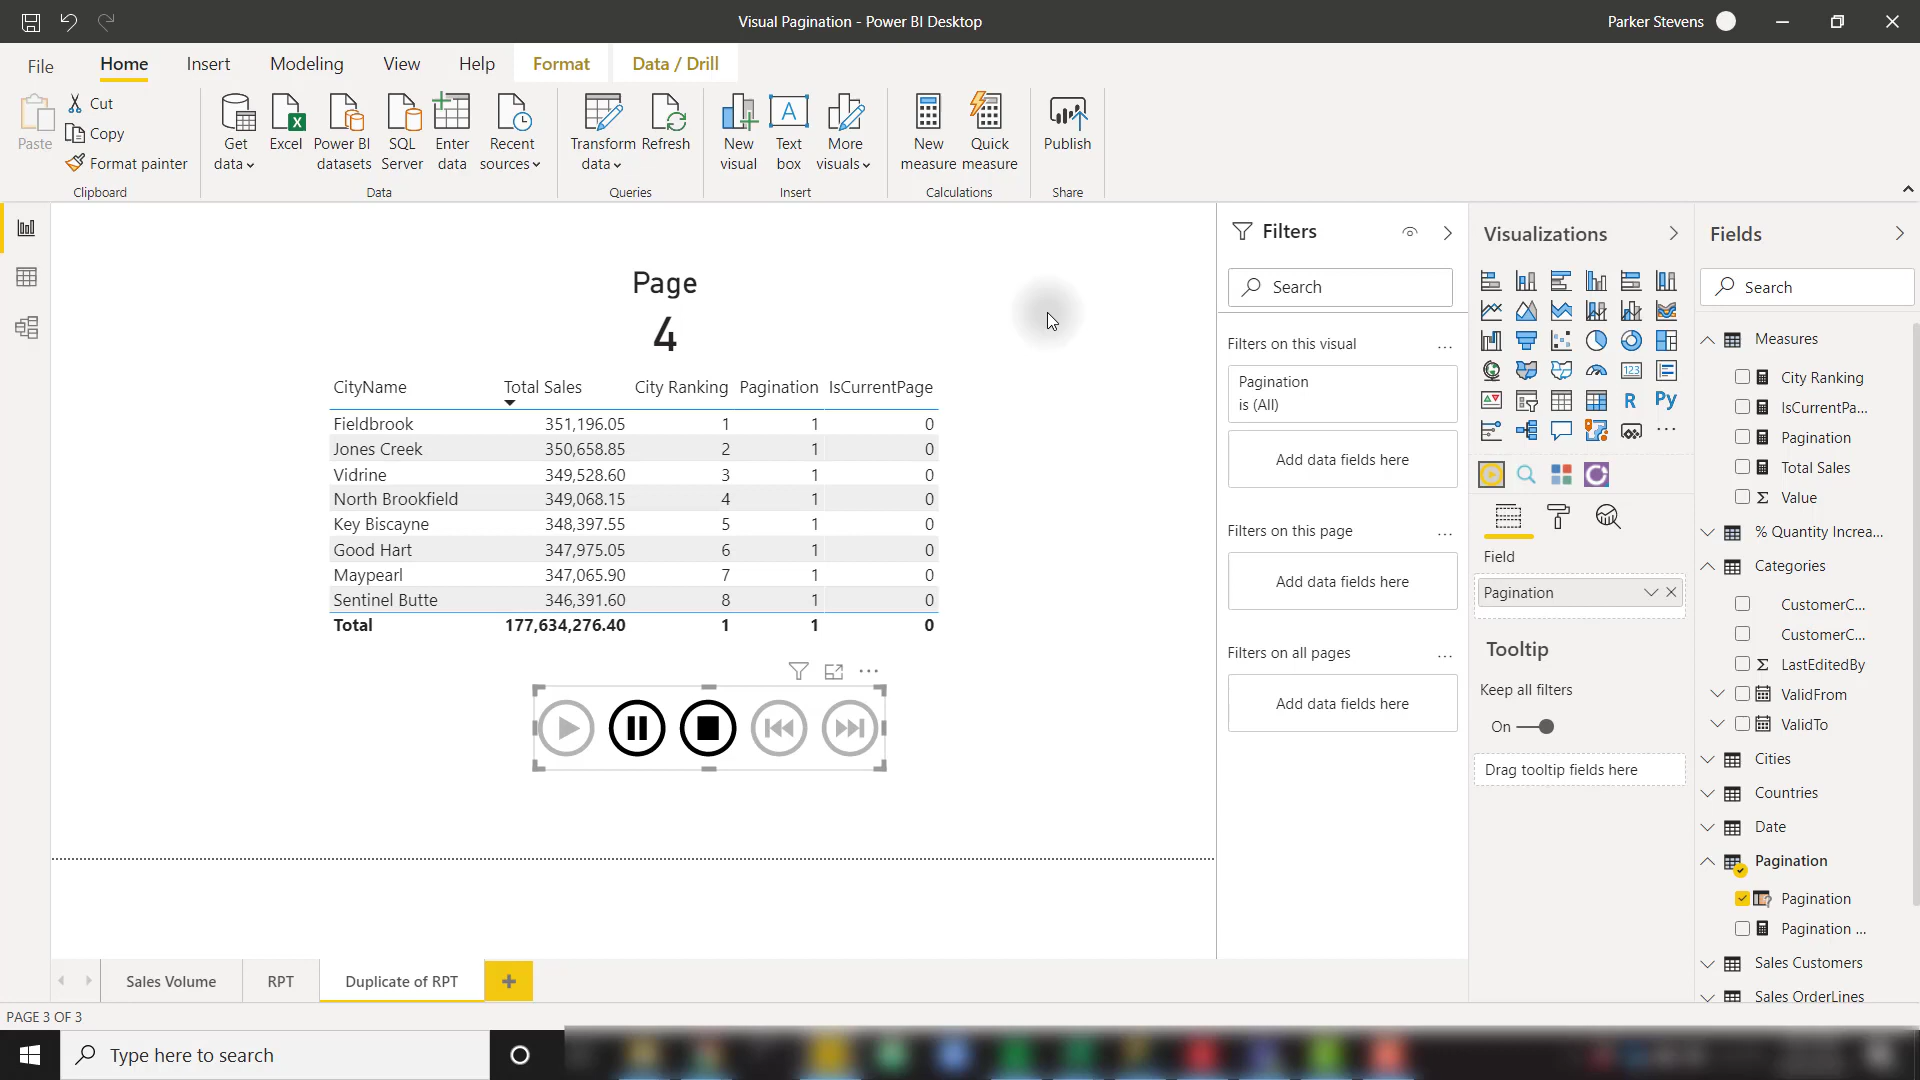 Visual Pagination - Power BI Desktop
Parker Stevens
File Home Insert Modeling View Help Format Data / Drill
Paste
Cut
Copy
Format painter
Clipboard
Get data
Excel
Power BI datasets
SQL Server
Enter data
Recent sources
Data
Transform data
Refresh
Queries
New visual
Text box
More visuals
Insert
New measure
Quick measure
Calculations
Publish
Share
Page
4
CityName Total Sales City Ranking Pagination IsCurrentPage
Fieldbrook 351,196.05 1 1 0
Jones Creek 350,658.85 2 1 0
Vidrine 349,528.60 3 1 0
North Brookfield 349,068.15 4 1 0
Key Biscayne 348,397.55 5 1 0
Good Hart 347,975.05 6 1 0
Maypearl 347,065.90 7 1 0
Sentinel Butte 346,391.60 8 1 0
Total 177,634,276.40 1 1 0
Filters
Search
Filters on this visual ...
Pagination
is (All)
Add data fields here
Filters on this page ...
Add data fields here
Filters on all pages ...
Add data fields here
Visualizations
R Py
123
Field
Pagination
Tooltip
Keep all filters
On
Drag tooltip fields here
Fields
Search
Measures
City Ranking
IsCurrentPa...
Pagination
Total Sales
Σ Value
% Quantity Increa...
Categories
CustomerC...
CustomerC...
Σ LastEditedBy
ValidFrom
ValidTo
Cities
Countries
Date
Pagination
Pagination
Pagination ...
Sales Customers
Sales OrderLines
Sales Volume RPT Duplicate of RPT +
PAGE 3 OF 3
Type here to search